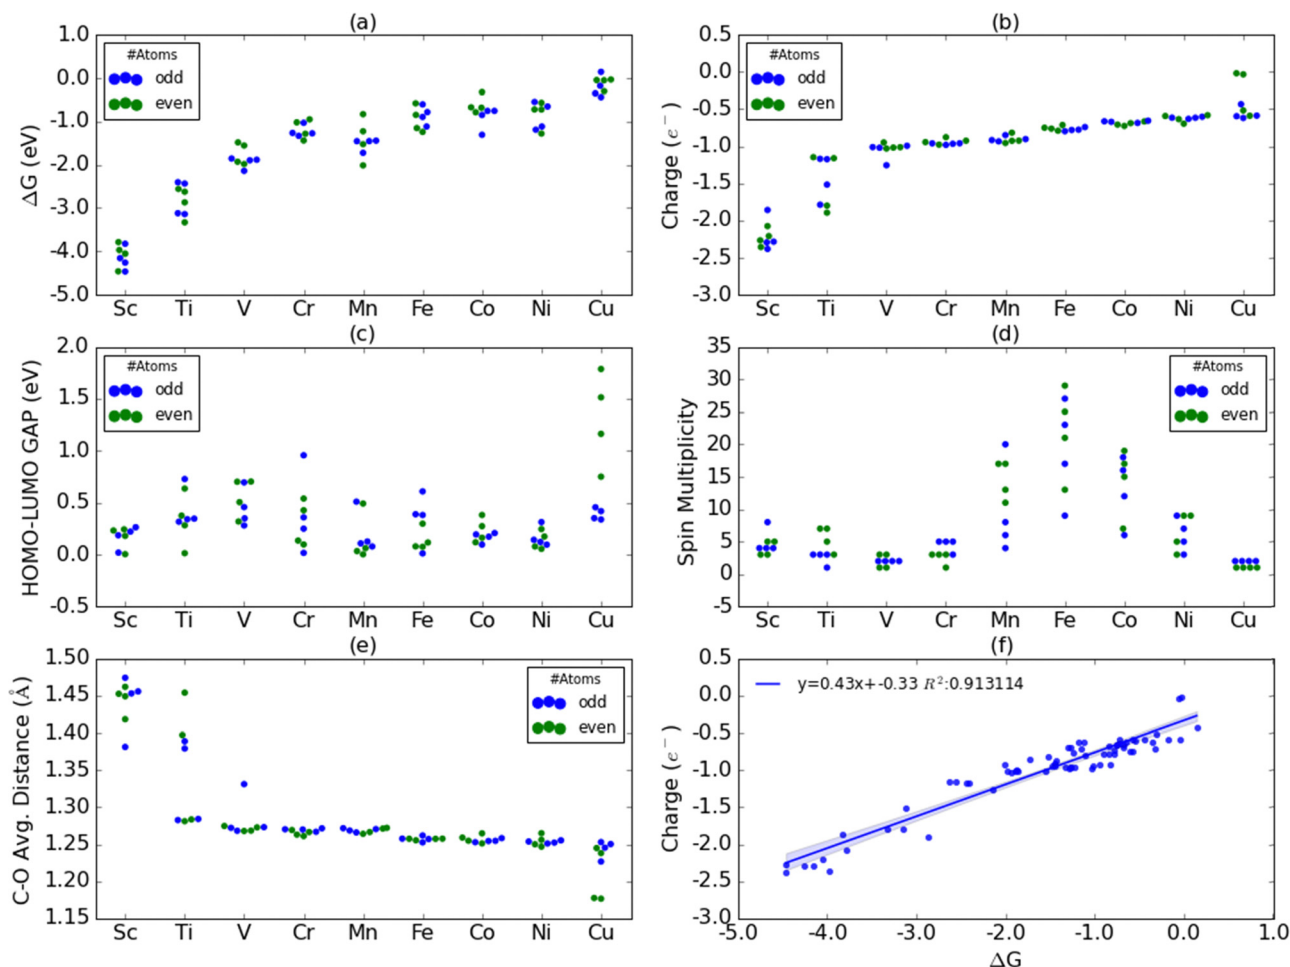 (a)
1.0
0.0
-1.0
-2.0
-3.0
-4.0
-5.0
ΔG (eV)
#Atoms
odd
even
Sc Ti V Cr Mn Fe Co Ni Cu
(b)
0.5
0.0
-0.5
-1.0
-1.5
-2.0
-2.5
-3.0
Charge (e⁻)
#Atoms
odd
even
Sc Ti V Cr Mn Fe Co Ni Cu
(c)
2.0
1.5
1.0
0.5
0.0
-0.5
HOMO-LUMO GAP (eV)
#Atoms
odd
even
Sc Ti V Cr Mn Fe Co Ni Cu
(d)
35
30
25
20
15
10
5
0
-5
Spin Multiplicity
#Atoms
odd
even
Sc Ti V Cr Mn Fe Co Ni Cu
(e)
1.50
1.45
1.40
1.35
1.30
1.25
1.20
1.15
C-O Avg. Distance (Å)
#Atoms
odd
even
Sc Ti V Cr Mn Fe Co Ni Cu
(f)
0.5
0.0
-0.5
-1.0
-1.5
-2.0
-2.5
-3.0
Charge (e⁻)
y=0.43x+-0.33 R²:0.913114
-5.0 -4.0 -3.0 -2.0 -1.0 0.0 1.0
ΔG